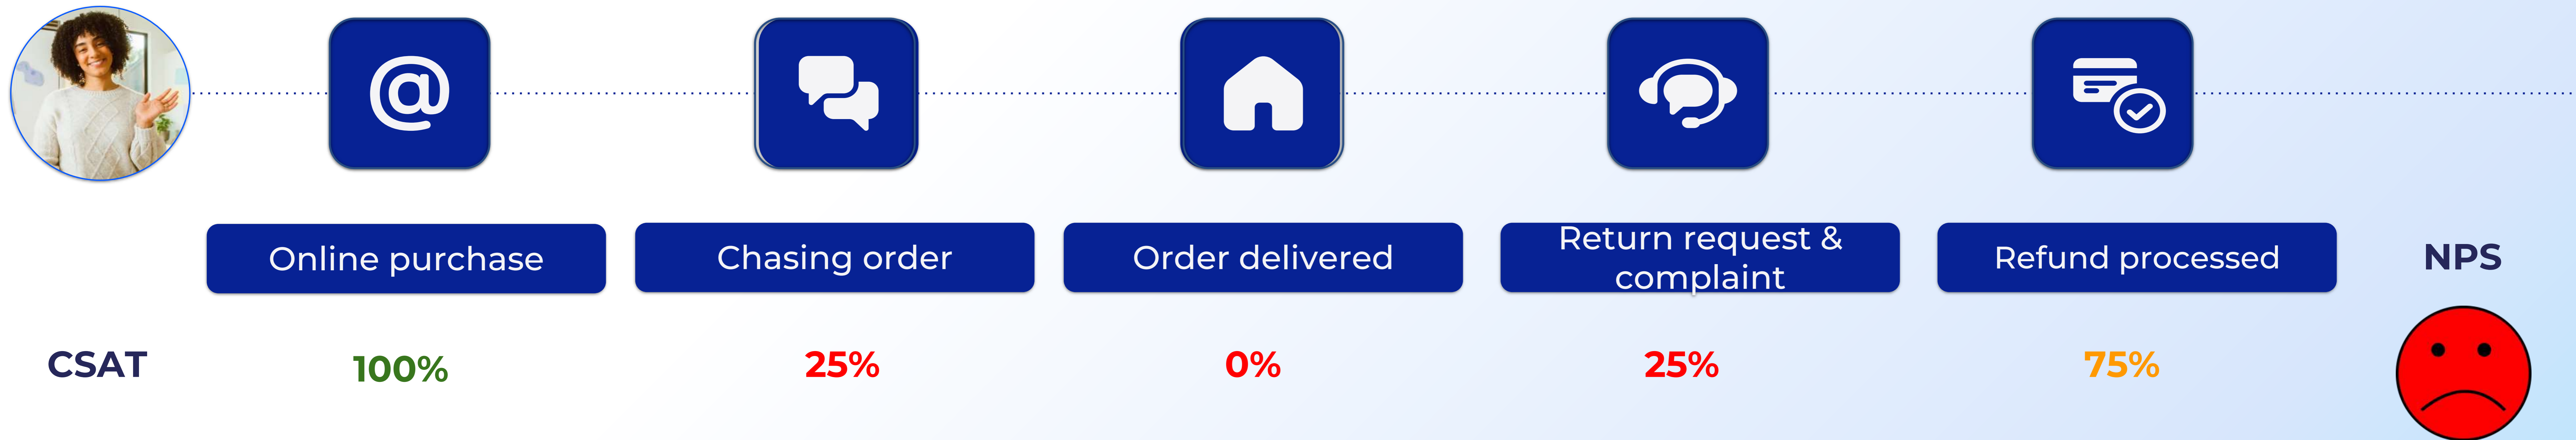 @
Online purchase
Chasing order
Order delivered
Return request &
complaint
Refund processed
NPS
CSAT
100%
25%
0%
25%
75%